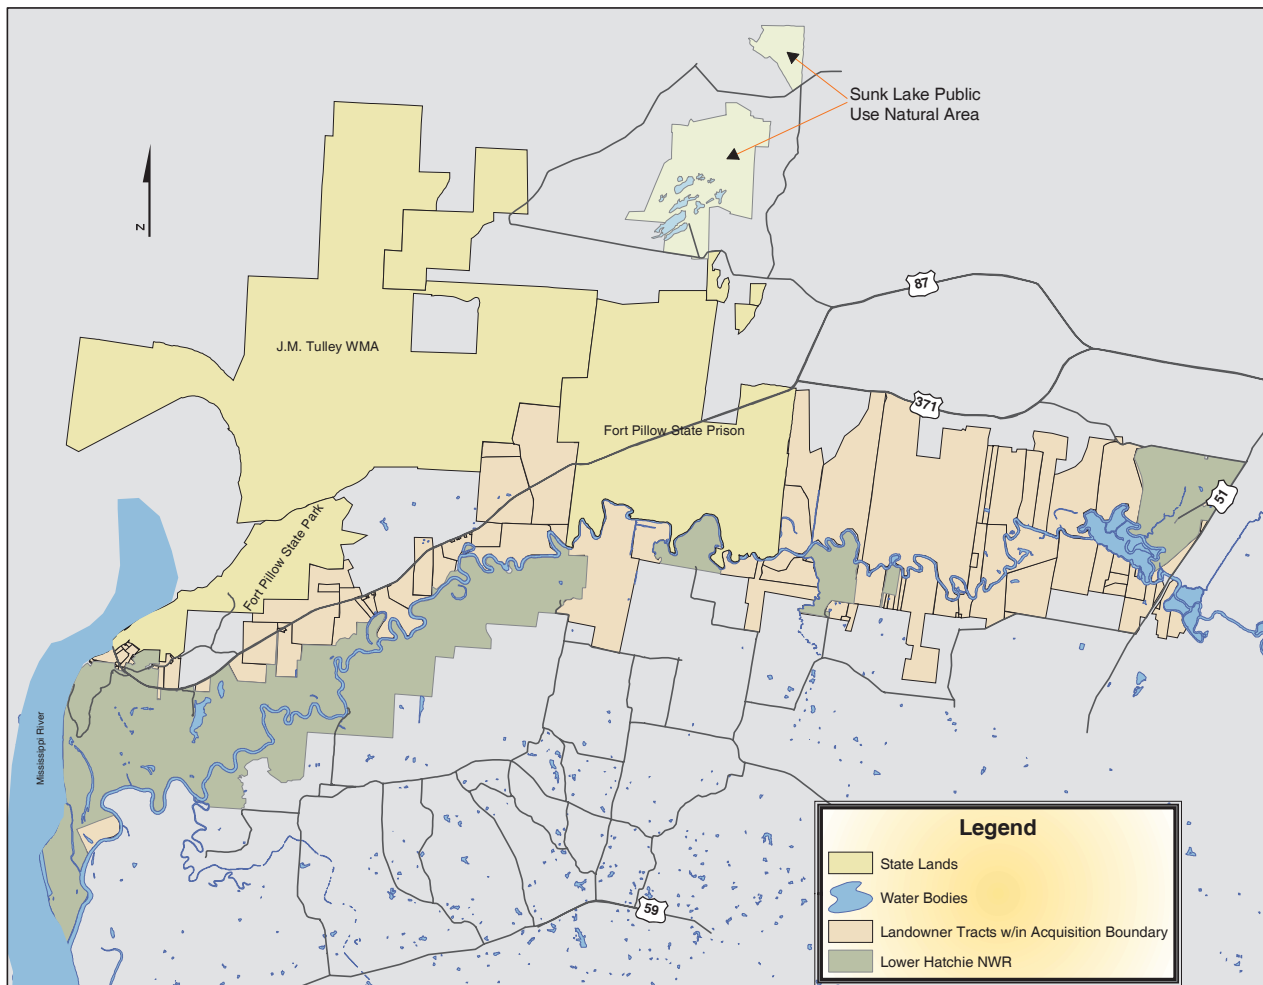 Sunk Lake Public
Use Natural Area
N
87
J.M. Tulley WMA
371
Fort Pillow State Prison
51
Fort Pillow State Park
Mississippi River
59
Legend
State Lands
Water Bodies
Landowner Tracts w/in Acquisition Boundary
Lower Hatchie NWR